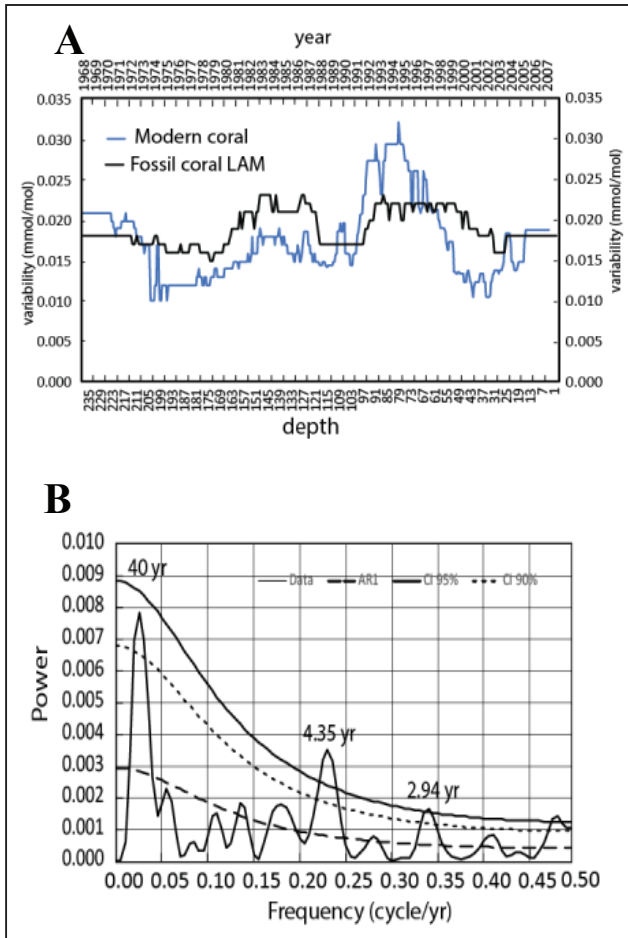 A
year
1968 1969 1970 1971 1972 1973 1974 1975 1976 1977 1978 1979 1980 1981 1982 1983 1984 1985 1986 1987 1988 1989 1990 1991 1992 1993 1994 1995 1996 1997 1998 1999 2000 2001 2002 2003 2004 2005 2006 2007
0.035 0.035
0.030 Modern coral 0.030
Fossil coral LAM
0.025 0.025
0.020 0.020
0.015 0.015
0.010 0.010
0.005 0.005
0.000 0.000
variability (mmol/mol) variability (mmol/mol)
235 229 223 217 211 205 199 193 187 181 175 169 163 157 151 145 139 133 127 121 115 109 103 97 91 85 79 73 67 61 55 49 43 37 31 25 19 13 7 1
depth
B
0.010
0.009 40 yr Data AR1 CI 95% CI 90%
0.008
0.007
0.006
0.005
0.004 4.35 yr
0.003 2.94 yr
0.002
0.001
0.000
Power
0.00 0.05 0.10 0.15 0.20 0.25 0.30 0.35 0.40 0.45 0.50
Frequency (cycle/yr)